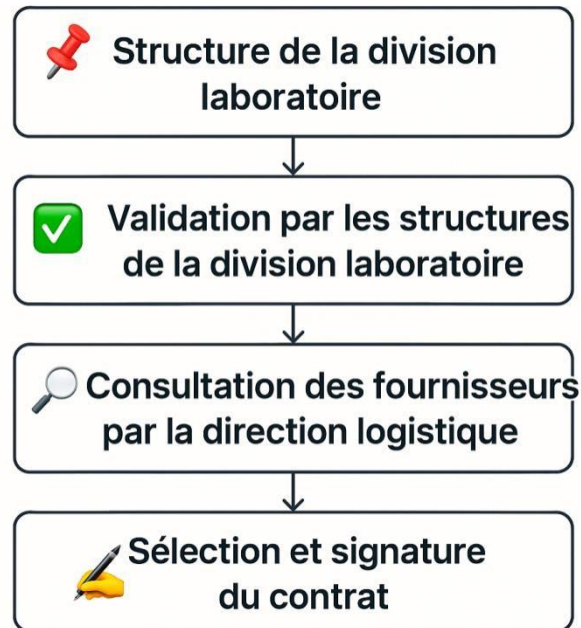 Structure de la division
laboratoire
Validation par les structures
de la division laboratoire
Consultation des fournisseurs
par la direction logistique
Sélection et signature
du contrat